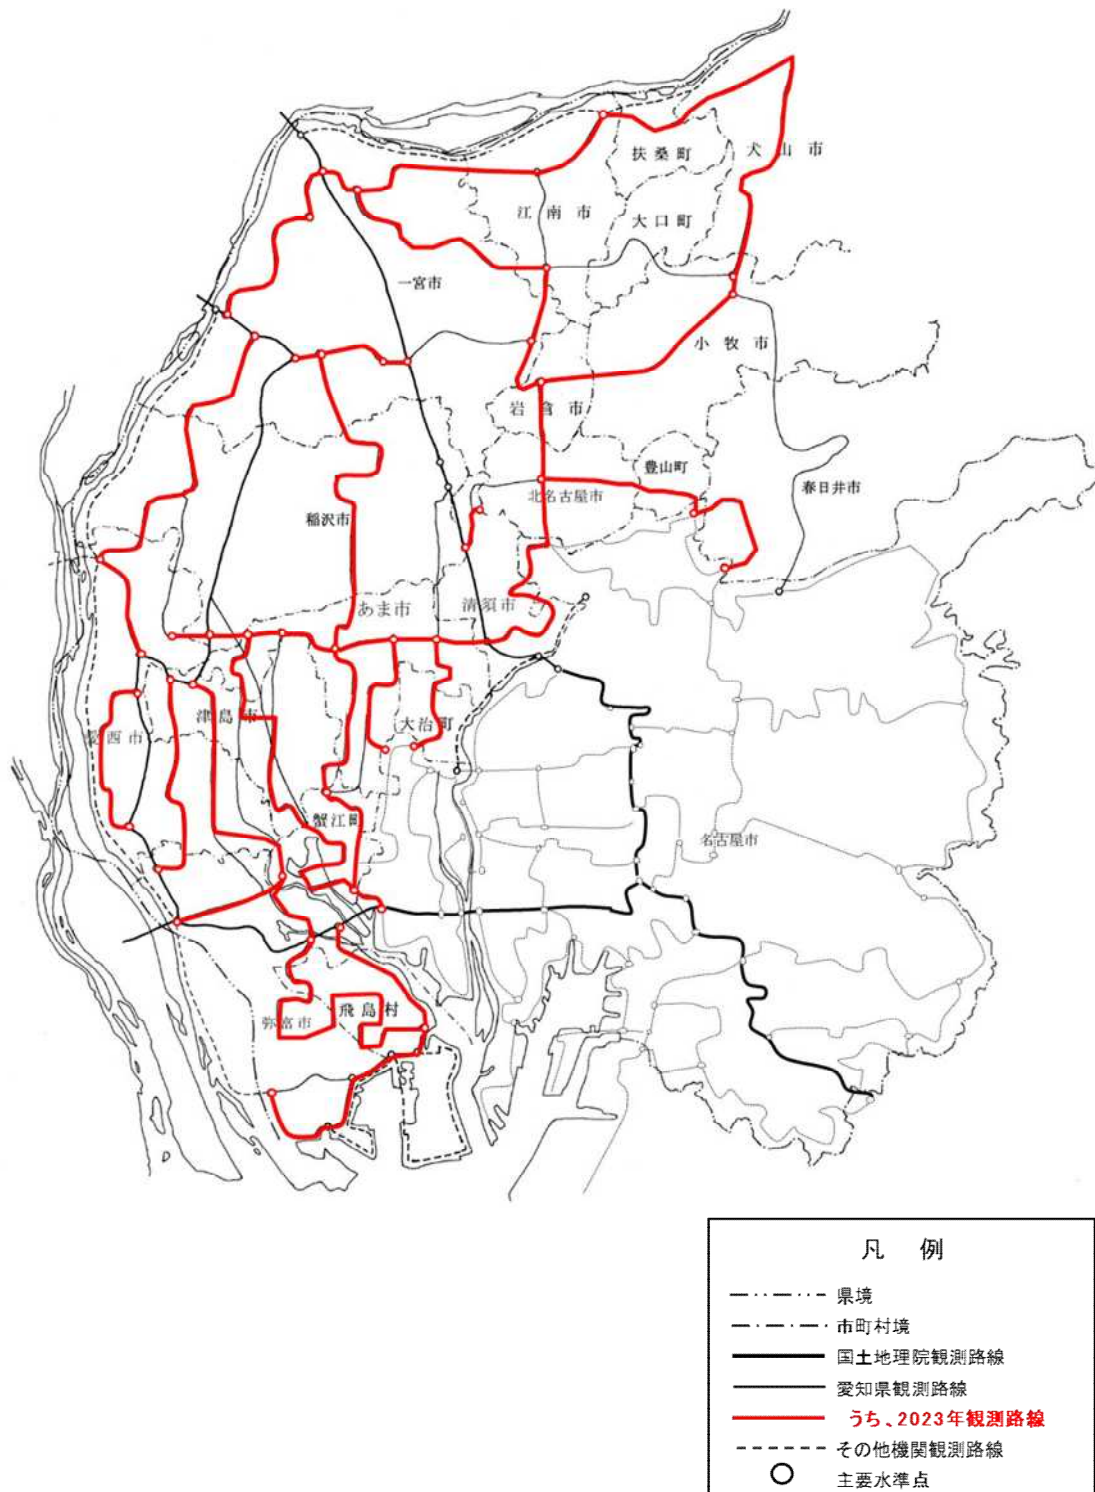 扶桑町
犬山市
江南市
大口町
一宮市
小牧市
岩倉市
豊山町
北名古屋市
春日井市
稲沢市
あま市
清須市
津島市
大治町
愛西市
蟹江町
名古屋市
飛島村
弥富市
凡 例
県境
市町村境
国土地理院観測路線
愛知県観測路線
うち、2023年観測路線
その他機関観測路線
主要水準点